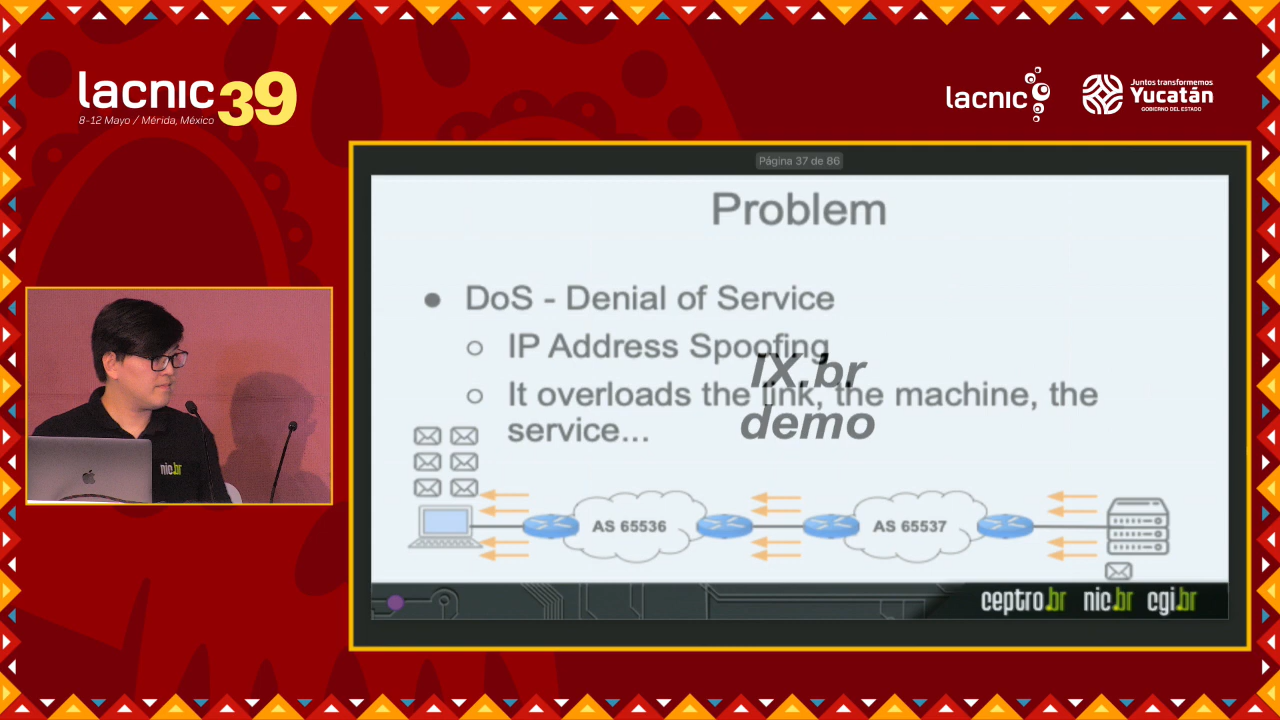 lacnic 39
8-12 Mayo / Mérida, México
lacnic
Juntos transformemos
Yucatán
GOBIERNO DEL ESTADO
Página 37 de 86
Problem
● DoS - Denial of Service
○ IP Address Spoofing
○ It overloads the link, the machine, the
service...
IX.br
demo
AS 65536
AS 65537
nic.br
ceptro.br nic.br cgi.br